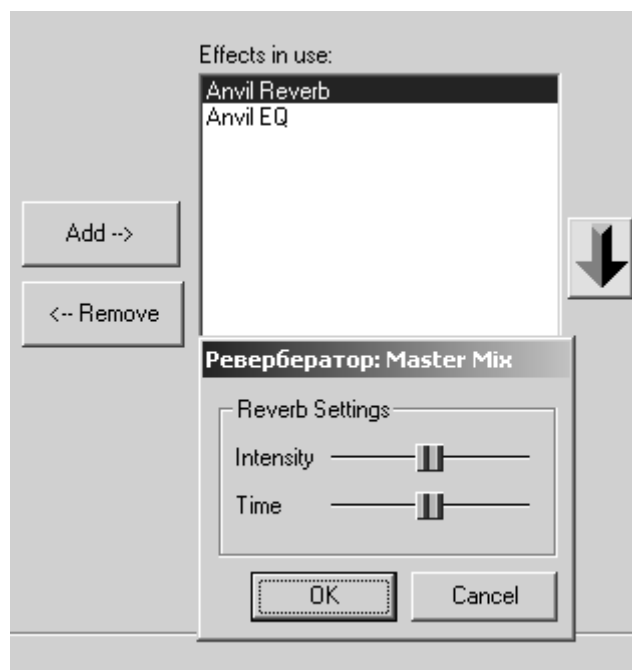 Effects in use:
Anvil Reverb
Anvil EQ
Add -->
<-- Remove
Ревербератор: Master Mix
Reverb Settings
Intensity
Time
OK
Cancel